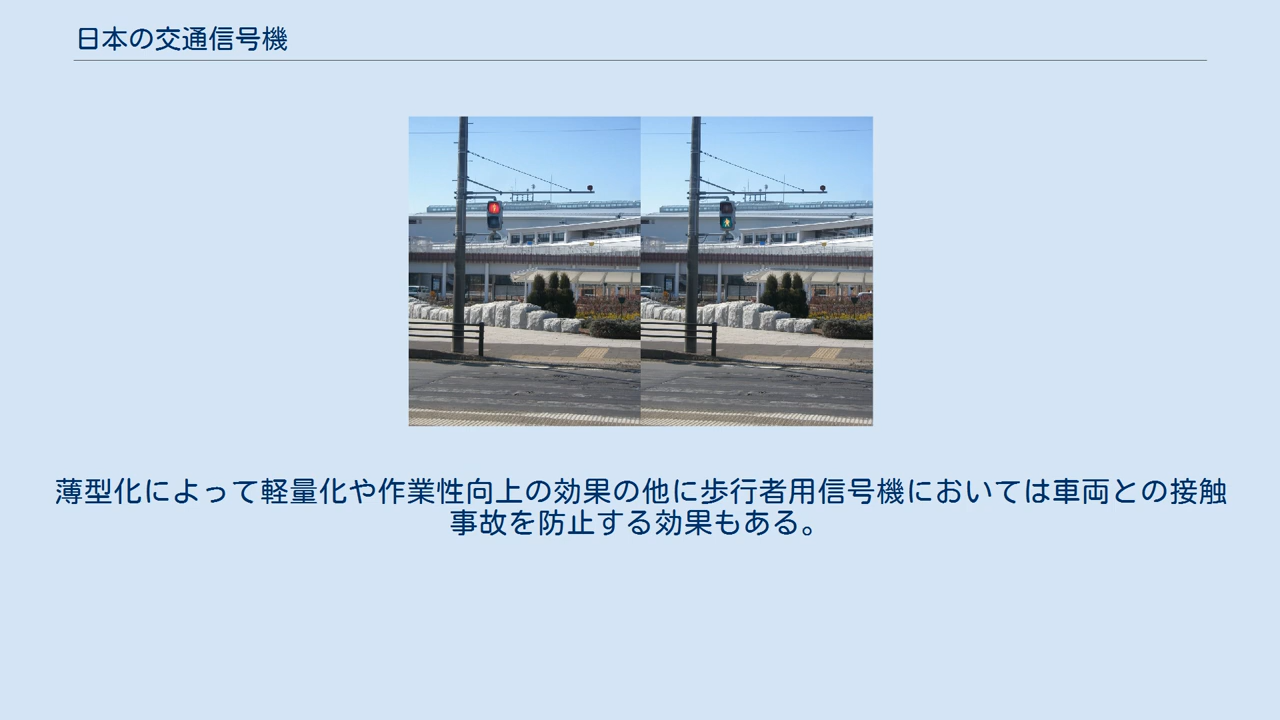 日本の交通信号機
薄型化によって軽量化や作業性向上の効果の他に歩行者用信号機においては車両との接触
事故を防止する効果もある。